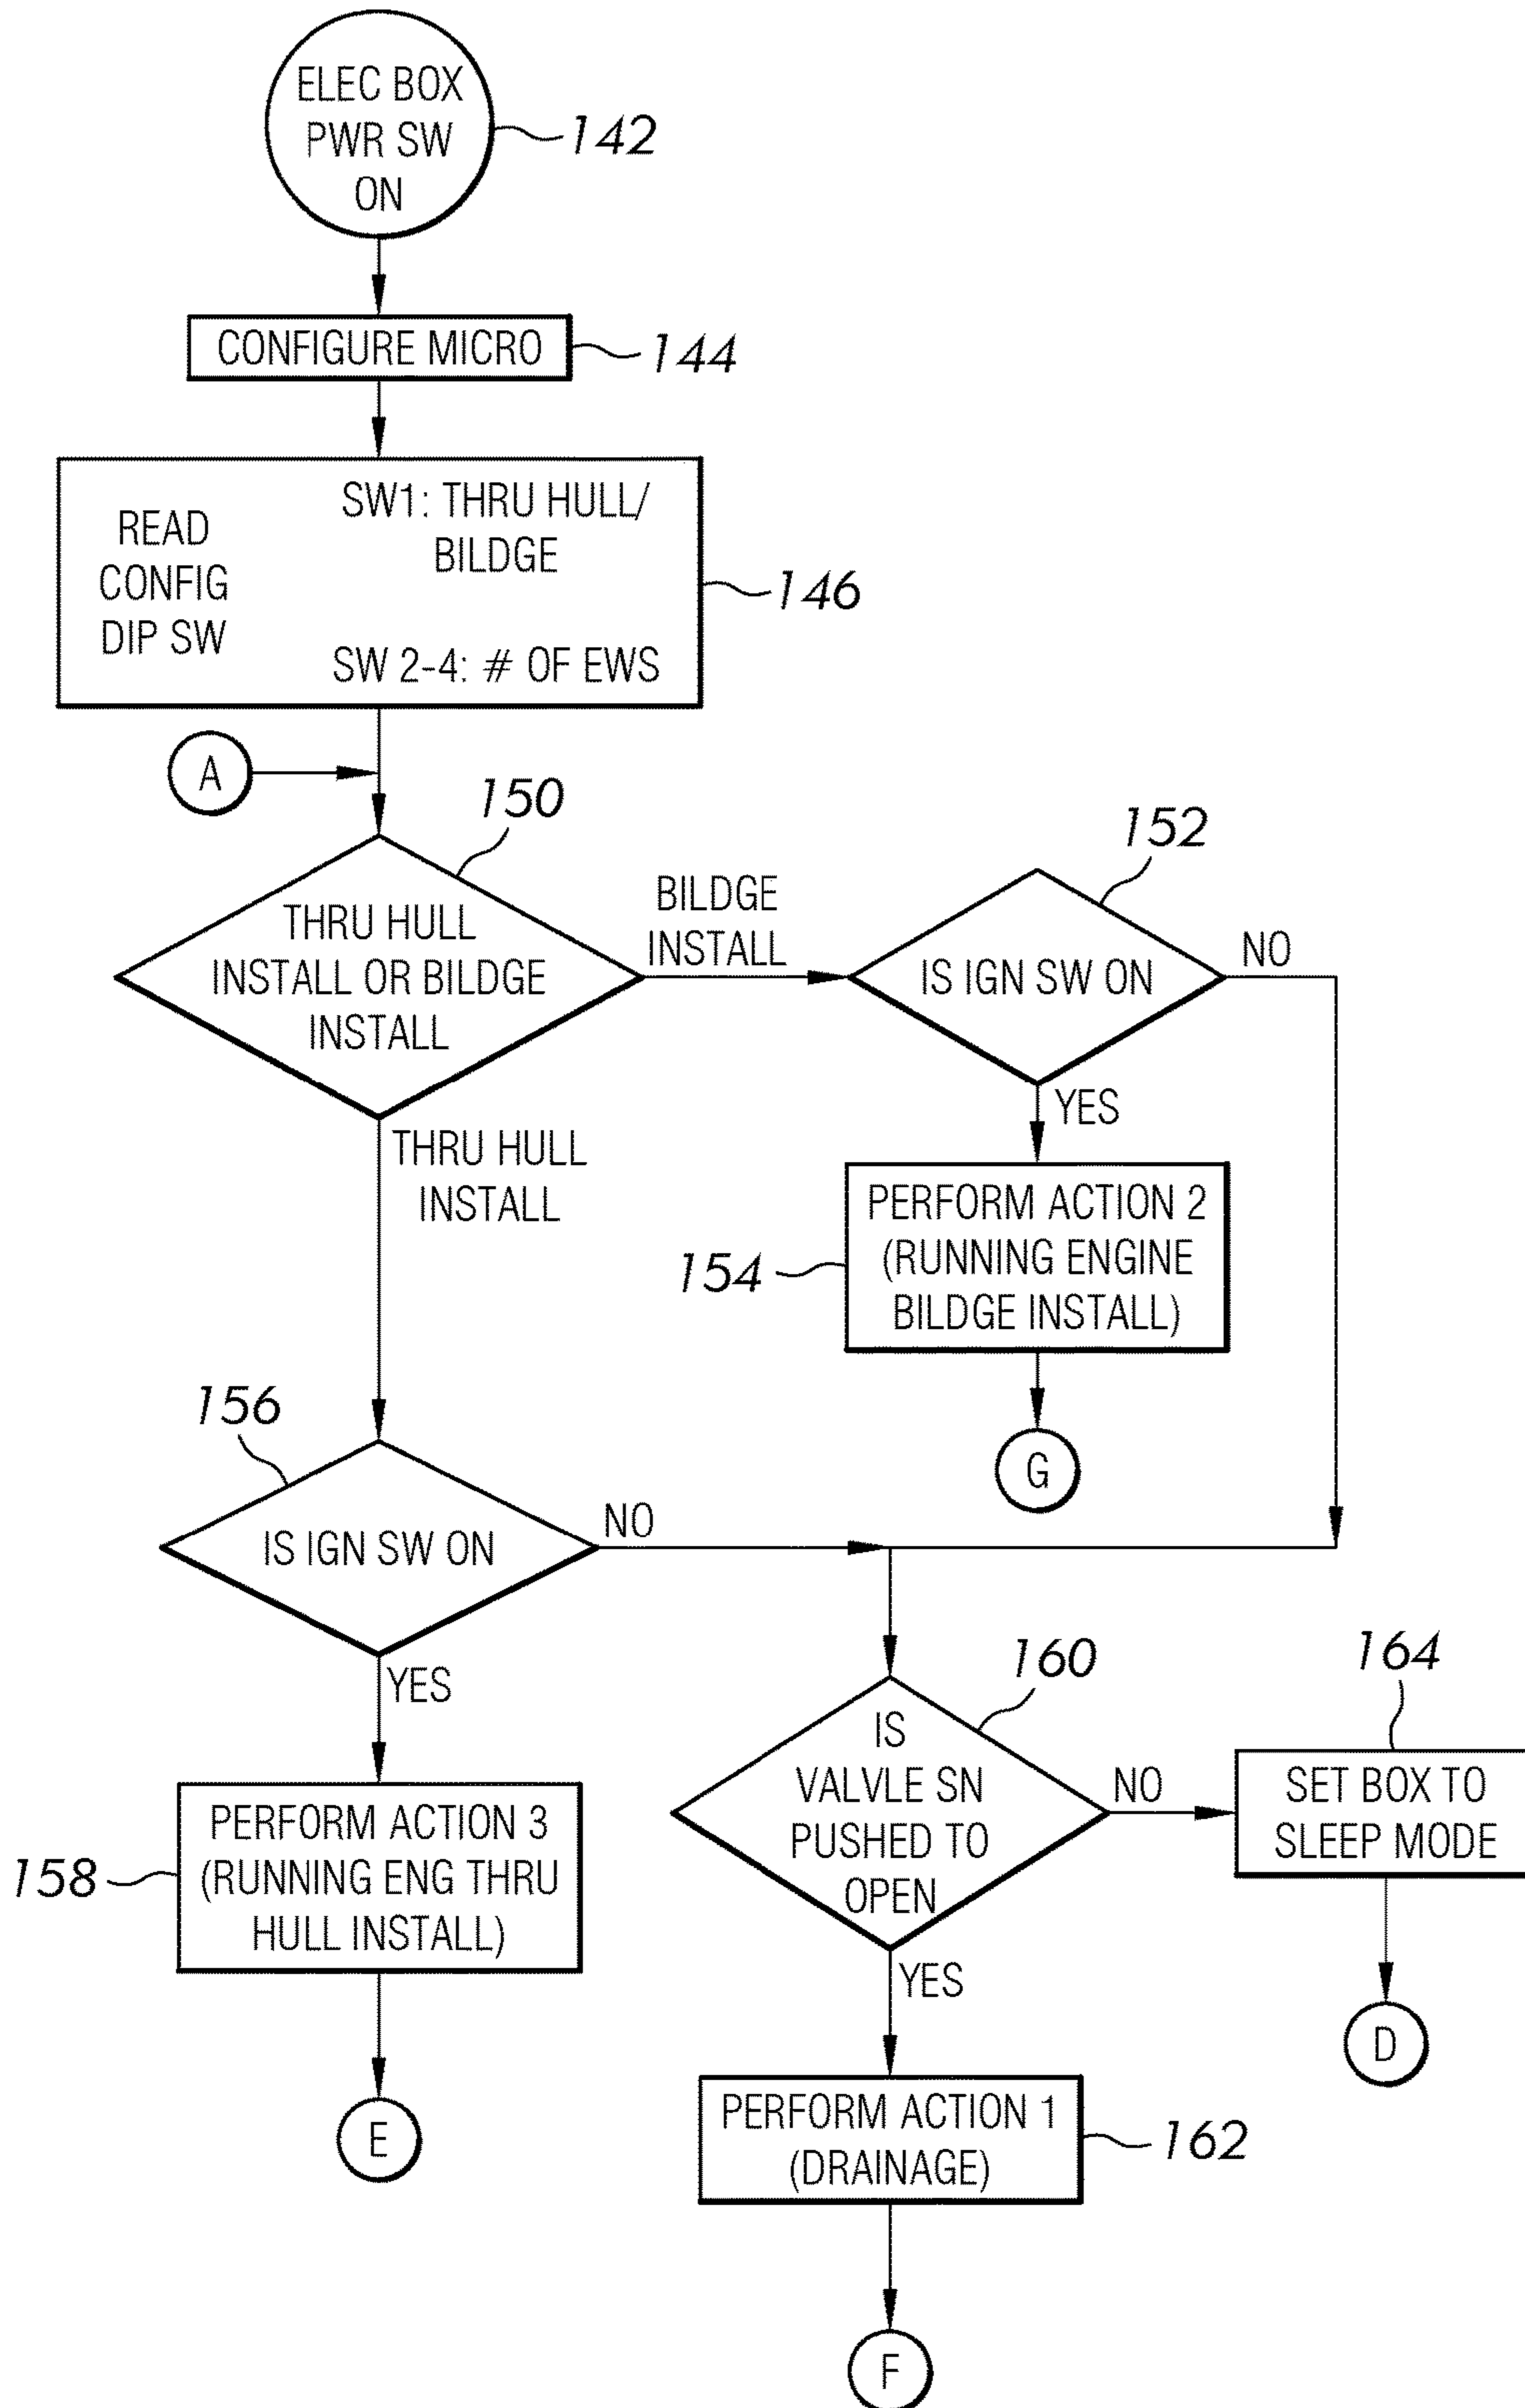 ELEC BOX
PWR SW
ON
142
CONFIGURE MICRO
144
READ
CONFIG
DIP SW
SW1: THRU HULL/
BILDGE
SW 2-4: # OF EWS
146
A
150
THRU HULL
INSTALL OR BILDGE
INSTALL
BILDGE
INSTALL
152
IS IGN SW ON
NO
YES
THRU HULL
INSTALL
PERFORM ACTION 2
(RUNNING ENGINE
BILDGE INSTALL)
154
G
156
IS IGN SW ON
NO
YES
160
IS
VALVLE SN
PUSHED TO
OPEN
NO
164
SET BOX TO
SLEEP MODE
PERFORM ACTION 3
(RUNNING ENG THRU
HULL INSTALL)
158
YES
D
E
PERFORM ACTION 1
(DRAINAGE)
162
F